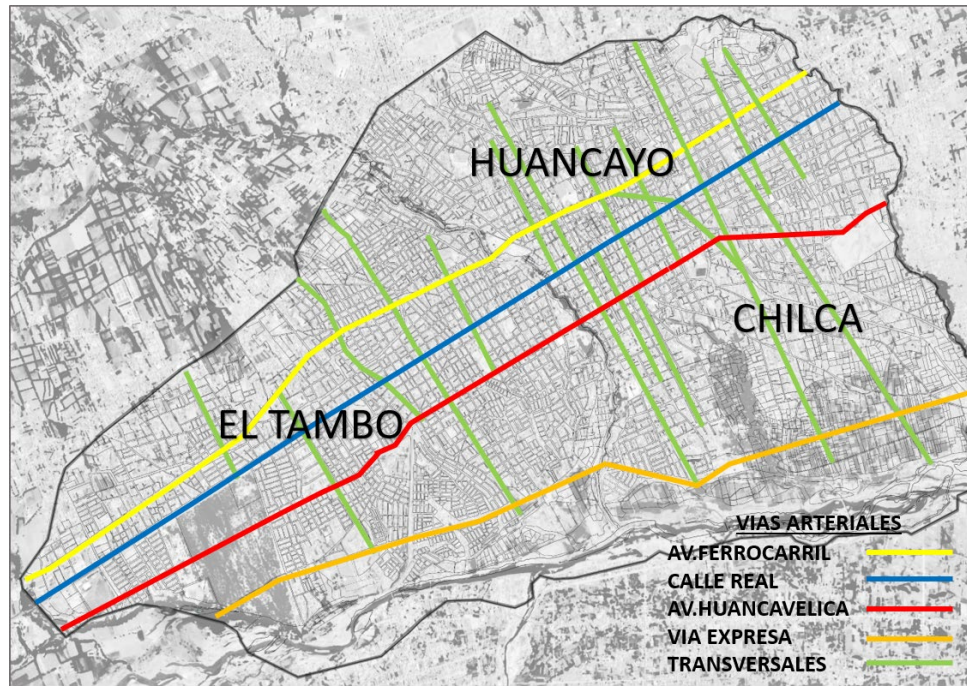 HUANCAYO
CHILCA
EL TAMBO
VIAS ARTERIALES
AV.FERROCARRIL
CALLE REAL
AV.HUANCAVELICA
VIA EXPRESA
TRANSVERSALES